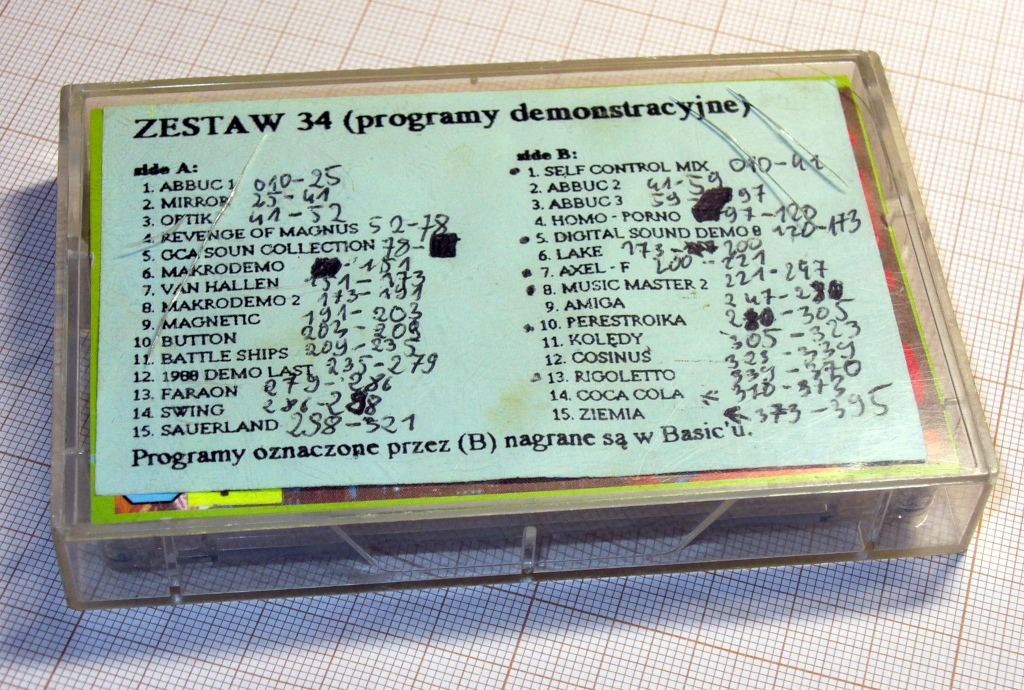 ZESTAW 34 (programy demonstracyjne)
side A:
1. ABBUC 1 010-25
2. MIRROR 25-41
3. OPTIK 41-52
4. REVENGE OF MAGNUS 52-78
5. GCA SOUN COLLECTION 78-
6. MAKRODEMO -151
7. VAN HALLEN 151-173
8. MAKRODEMO 2 173-191
9. MAGNETIC 191-203
10. BUTTON 203-209
11. BATTLE SHIPS 209-235
12. 1988 DEMO LAST 235-279
13. FARAON 279-286
14. SWING 286-298
15. SAUERLAND 298-321
side B:
1. SELF CONTROL MIX 010-41
2. ABBUC 2 41-59
3. ABBUC 3 59- 97
4. HOMO - PORNO 97-120
5. DIGITAL SOUND DEMO 8 120-173
6. LAKE 173- 200
7. AXEL - F 200-221
8. MUSIC MASTER 2 221-247
9. AMIGA 247-280
10. PERESTROIKA 280-305
11. KOLĘDY 305-323
12. COSINUS 323-339
13. RIGOLETTO 339-370
14. COCA COLA 370-373
15. ZIEMIA 373-395
Programy oznaczone przez (B) nagrane są w Basic'u.